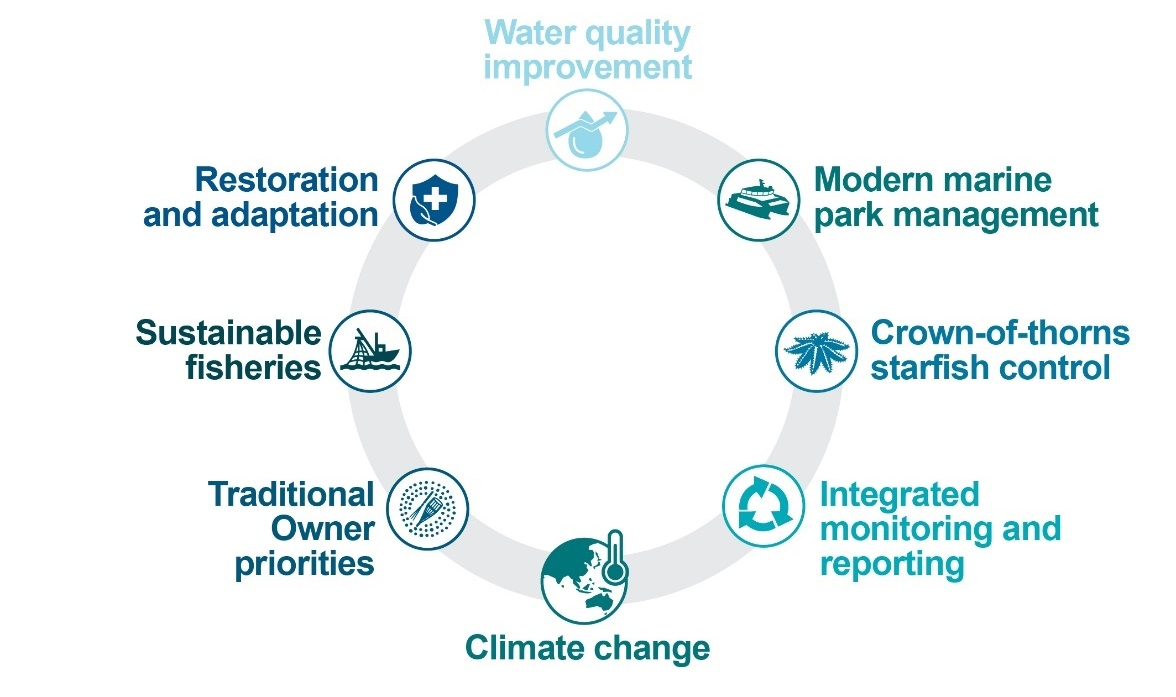 Water quality
improvement
Restoration
and adaptation
Modern marine
park management
Sustainable
fisheries
Crown-of-thorns
starfish control
Traditional
Owner
priorities
Integrated
monitoring and
reporting
Climate change